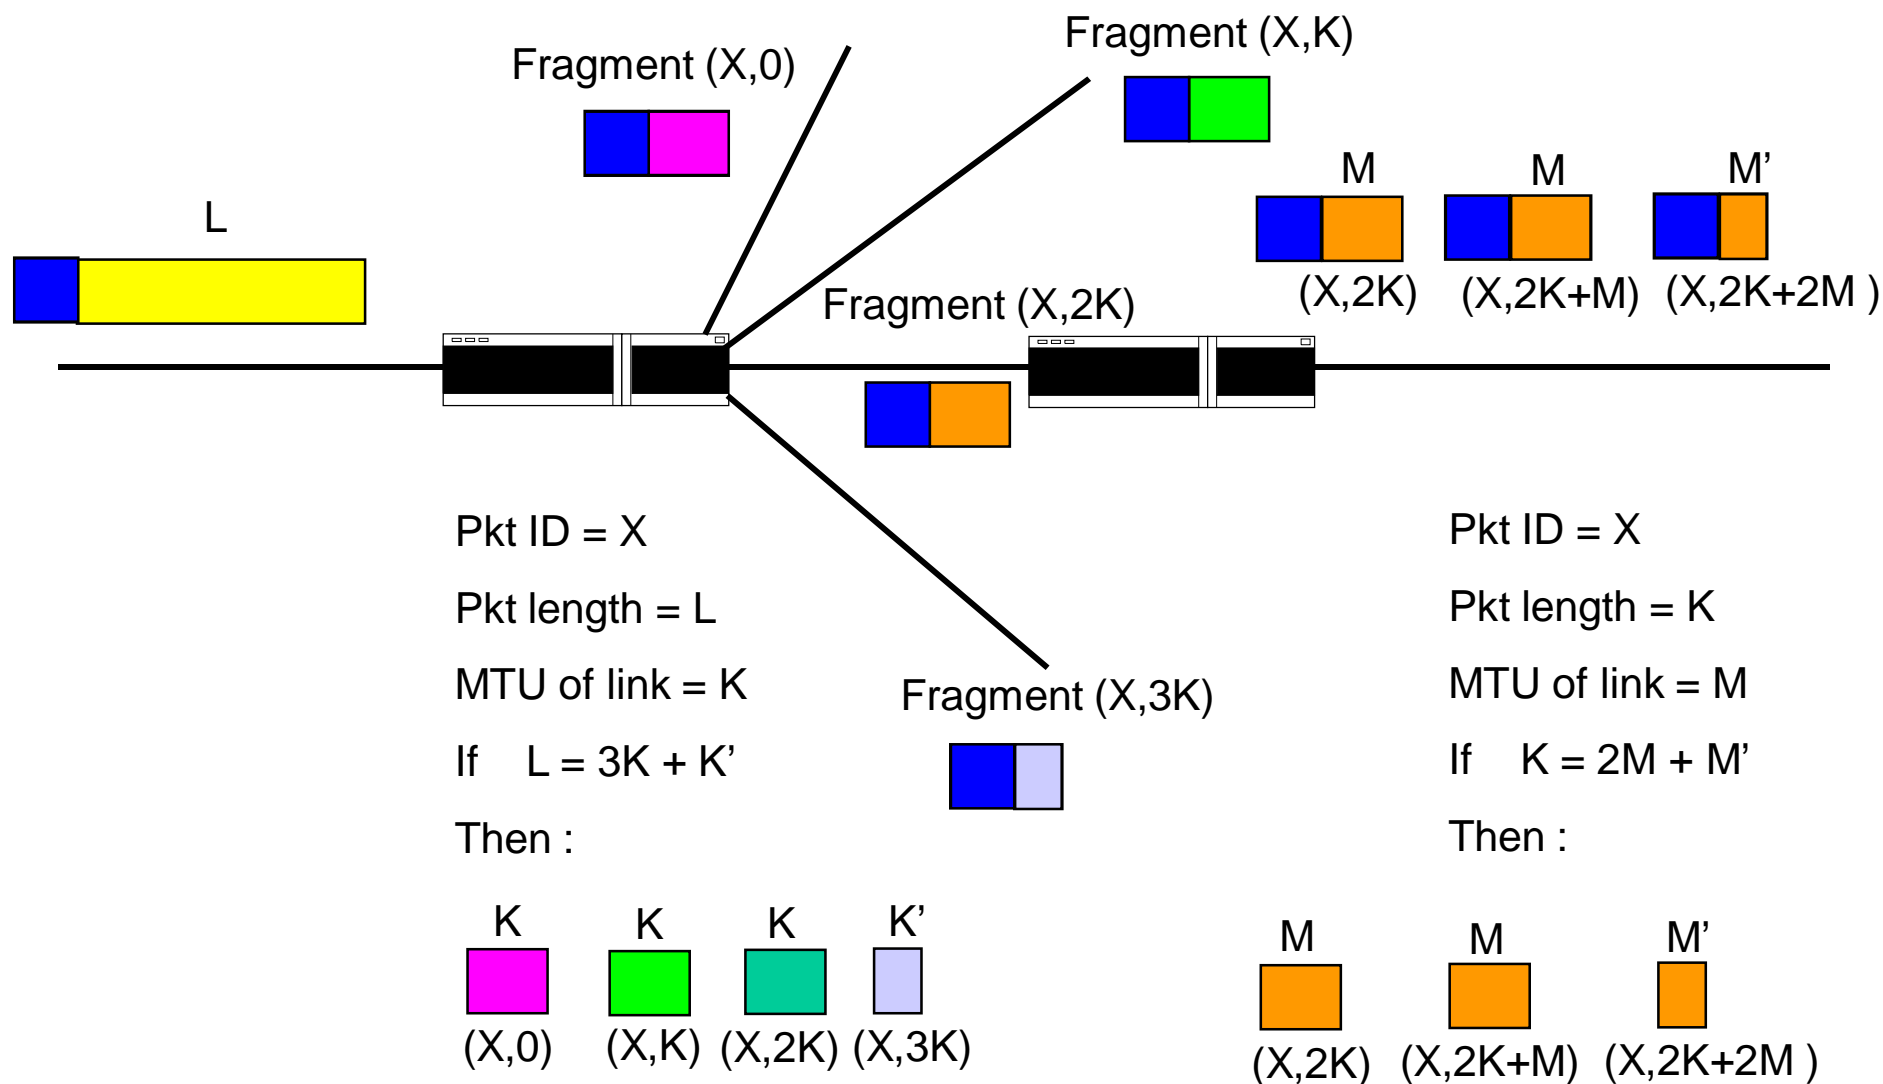 Fragment (X,0)
Fragment (X,K)
M
M
M’
L
(X,2K)
(X,2K+M)
(X,2K+2M )
Fragment (X,2K)
Pkt ID = X
Pkt length = L
MTU of link = K
If L = 3K + K’
Then :
Fragment (X,3K)
Pkt ID = X
Pkt length = K
MTU of link = M
If K = 2M + M’
Then :
K
K
K
K’
(X,0)
(X,K)
(X,2K)
(X,3K)
M
M
M’
(X,2K)
(X,2K+M)
(X,2K+2M )